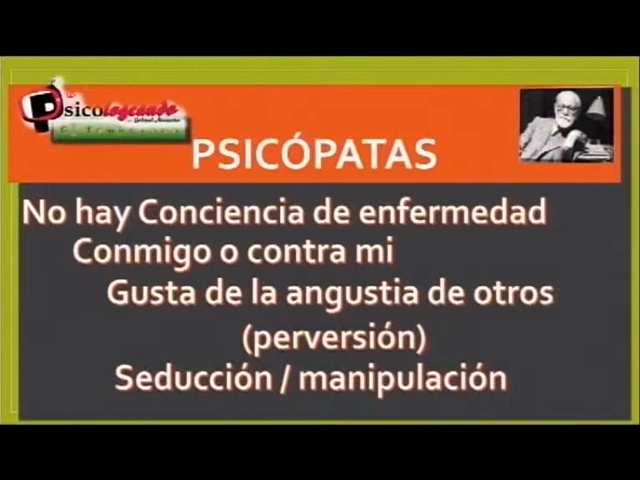 Psicologeando
PSICÓPATAS
No hay Conciencia de enfermedad
Conmigo o contra mi
Gusta de la angustia de otros
(perversión)
Seducción / manipulación